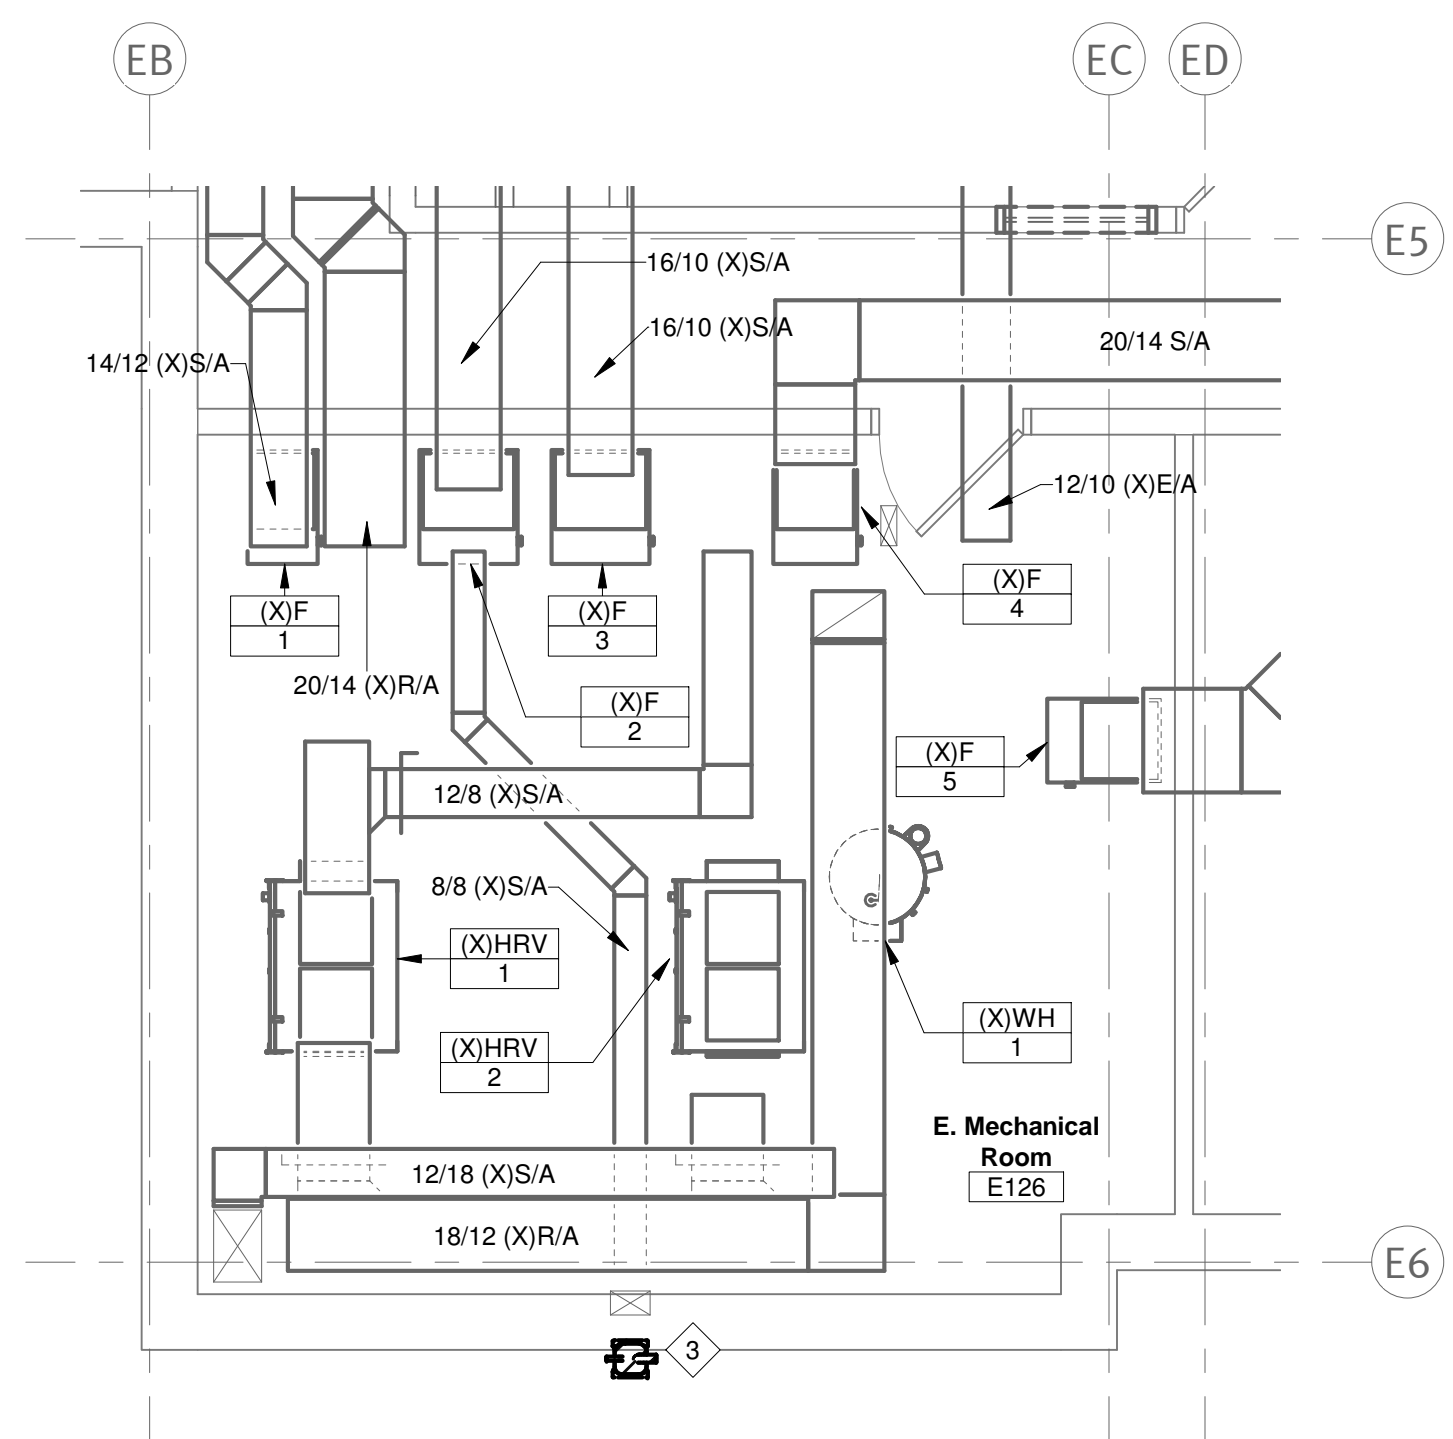 EB
EC
ED
E5
16/10 (X)S/A
16/10 (X)S/A
20/14 S/A
14/12 (X)S/A
12/10 (X)E/A
(X)F
4
(X)F
1
(X)F
3
20/14 (X)R/A
(X)F
2
(X)F
5
12/8 (X)S/A
8/8 (X)S/A
(X)HRV
1
(X)HRV
2
(X)WH
1
E. Mechanical
Room
E126
12/18 (X)S/A
18/12 (X)R/A
E6
3